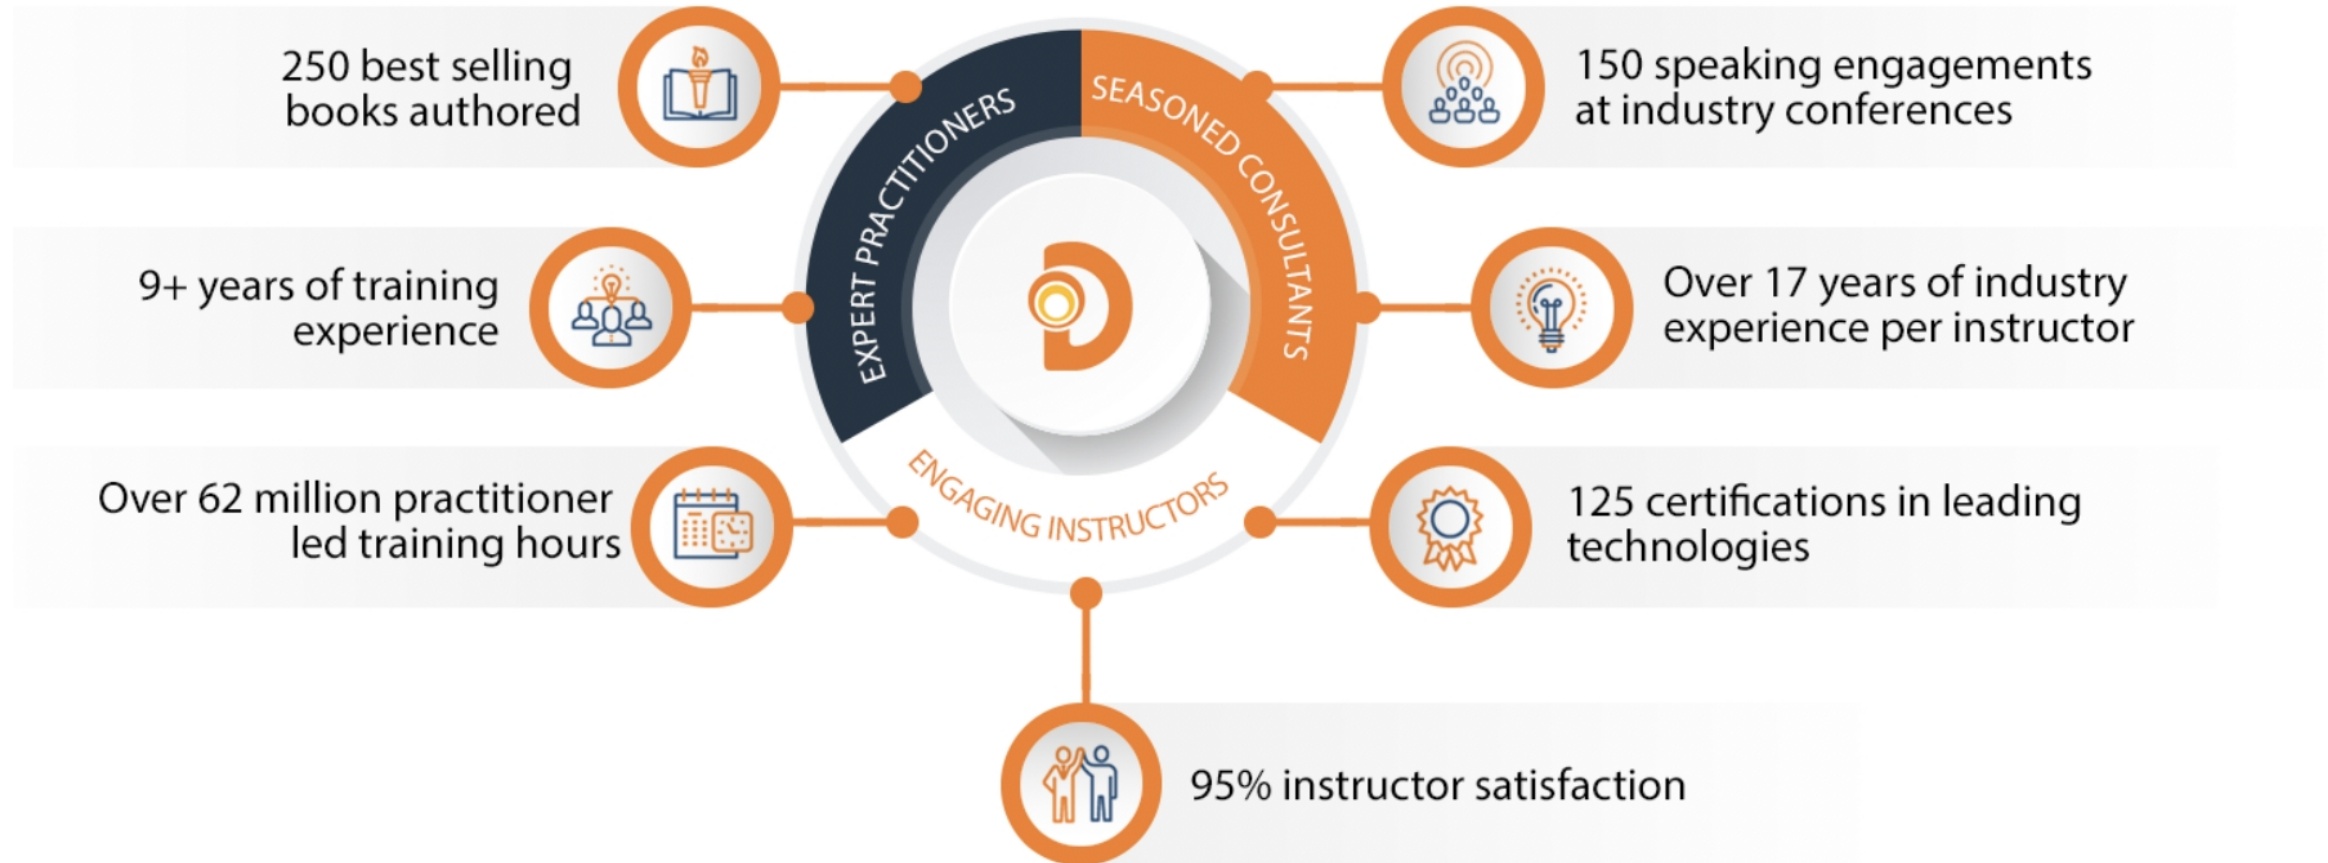 250 best selling
books authored
9+ years of training
experience
Over 62 million practitioner
led training hours
EXPERT PRACTITIONERS
SEASONED CONSULTANTS
ENGAGING INSTRUCTORS
150 speaking engagements
at industry conferences
Over 17 years of industry
experience per instructor
125 certifications in leading
technologies
95% instructor satisfaction